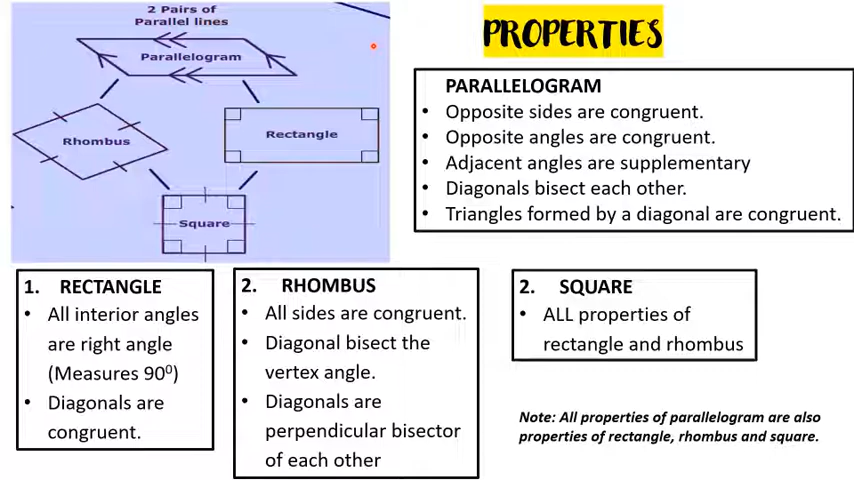 2 Pairs of
Parallel lines
Parallelogram
Rhombus
Rectangle
Square
PROPERTIES
PARALLELOGRAM
• Opposite sides are congruent.
• Opposite angles are congruent.
• Adjacent angles are supplementary
• Diagonals bisect each other.
• Triangles formed by a diagonal are congruent.
1. RECTANGLE
• All interior angles
are right angle
(Measures 90⁰)
• Diagonals are
congruent.
2. RHOMBUS
• All sides are congruent.
• Diagonal bisect the
vertex angle.
• Diagonals are
perpendicular bisector
of each other
2. SQUARE
• ALL properties of
rectangle and rhombus
Note: All properties of parallelogram are also
properties of rectangle, rhombus and square.